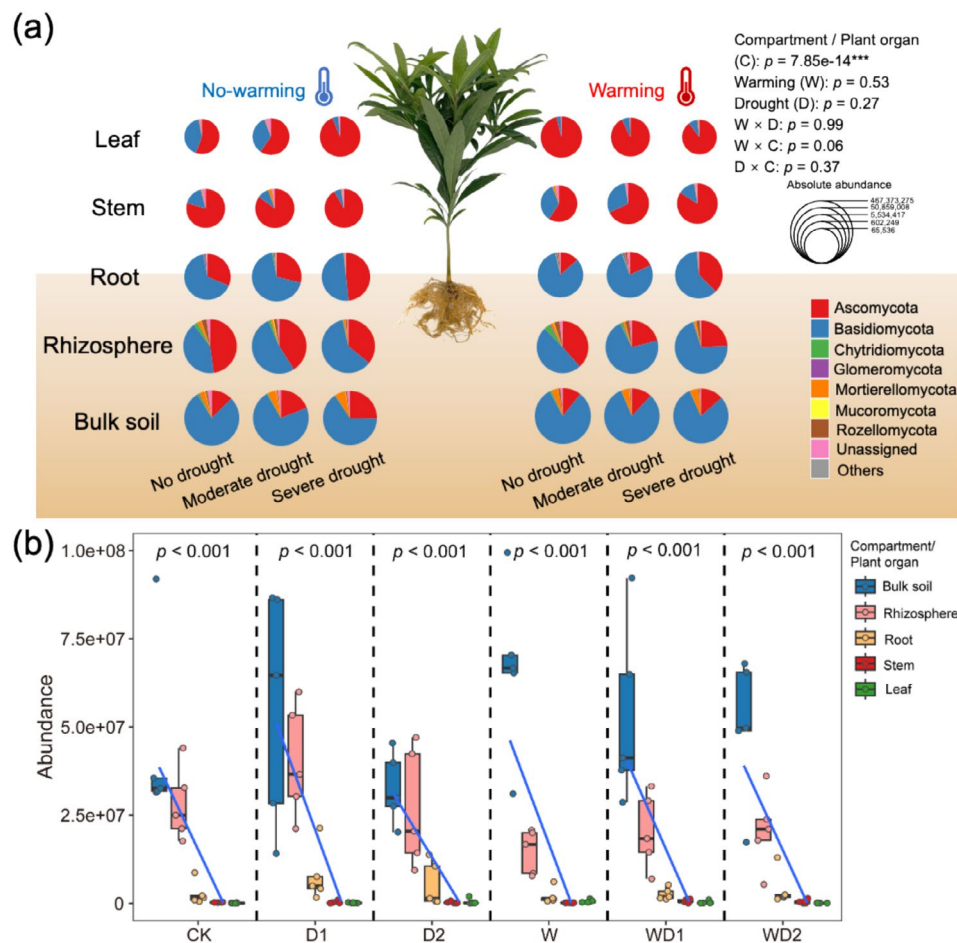 (a)
No-warming
Warming
Compartment / Plant organ
(C): p = 7.85e-14***
Warming (W): p = 0.53
Drought (D): p = 0.27
W × D: p = 0.99
W × C: p = 0.06
D × C: p = 0.37
Absolute abundance
467,373,275
50,859,008
5,534,417
602,249
65,536
Leaf
Stem
Root
Rhizosphere
Bulk soil
No drought
Moderate drought
Severe drought
No drought
Moderate drought
Severe drought
Ascomycota
Basidiomycota
Chytridiomycota
Glomeromycota
Mortierellomycota
Mucoromycota
Rozellomycota
Unassigned
Others
(b)
Abundance
1.0e+08
7.5e+07
5.0e+07
2.5e+07
0
p < 0.001
p < 0.001
p < 0.001
p < 0.001
p < 0.001
p < 0.001
CK
D1
D2
W
WD1
WD2
Compartment/
Plant organ
Bulk soil
Rhizosphere
Root
Stem
Leaf